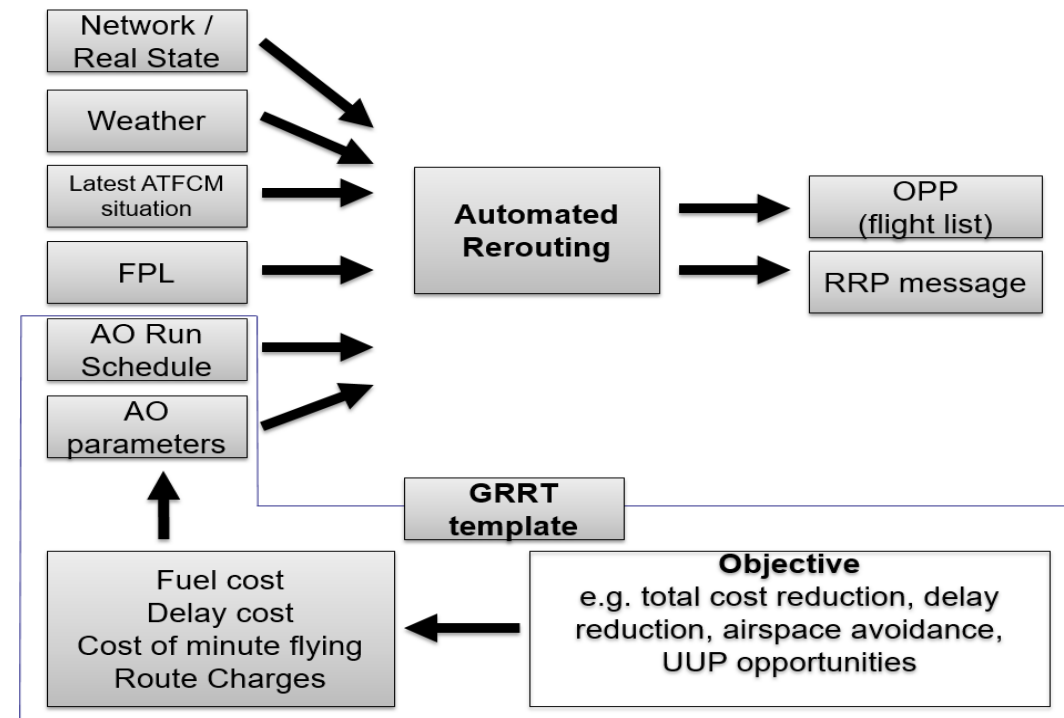 Network /
Real State
Weather
Latest ATFCM
situation
FPL
AO Run
Schedule
AO
parameters
Automated
Rerouting
OPP
(flight list)
RRP message
GRRT
template
Fuel cost
Delay cost
Cost of minute flying
Route Charges
Objective
e.g. total cost reduction, delay
reduction, airspace avoidance,
UUP opportunities